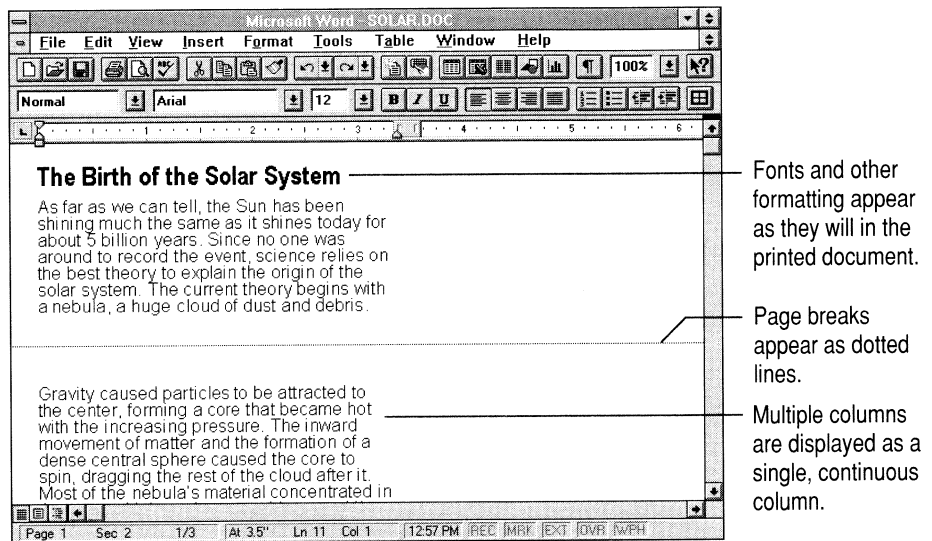 Microsoft Word - SOLAR.DOC
File Edit View Insert Format Tools Table Window Help
100%
Normal Arial 12 B I U
1 2 3 4 5 6
The Birth of the Solar System
As far as we can tell, the Sun has been
shining much the same as it shines today for
about 5 billion years. Since no one was
around to record the event, science relies on
the best theory to explain the origin of the
solar system. The current theory begins with
a nebula, a huge cloud of dust and debris.
Gravity caused particles to be attracted to
the center, forming a core that became hot
with the increasing pressure. The inward
movement of matter and the formation of a
dense central sphere caused the core to
spin, dragging the rest of the cloud after it.
Most of the nebula's material concentrated in
Page 1 Sec 2 1/3 At 3.5" Ln 11 Col 1 12:57 PM REC MRK EXT OVR WPH
Fonts and other
formatting appear
as they will in the
printed document.
Page breaks
appear as dotted
lines.
Multiple columns
are displayed as a
single, continuous
column.